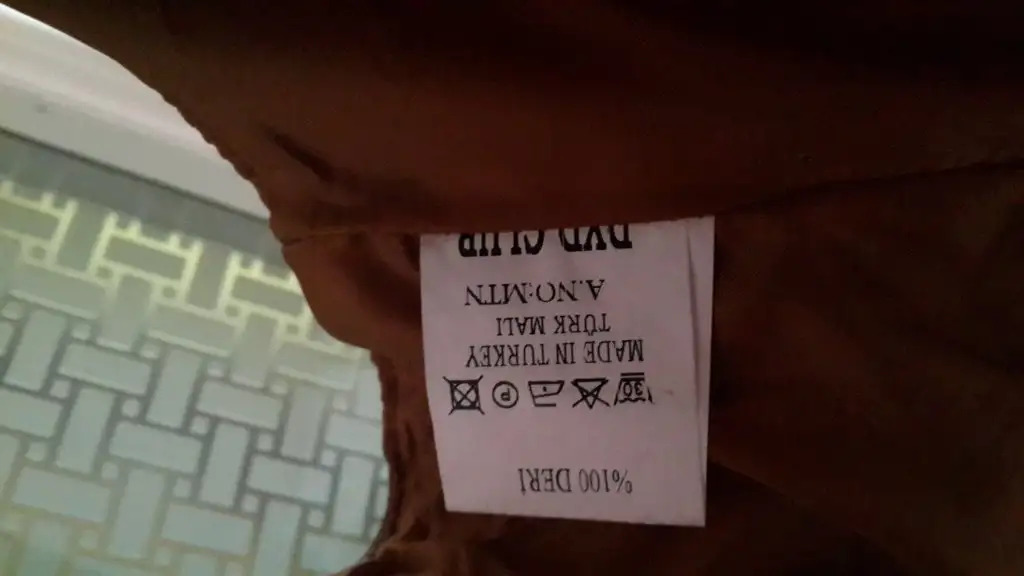 DXD CLUB
A.NO:MTN
TÜRK MALI
MADE IN TURKEY
30 P
%100 DERİ